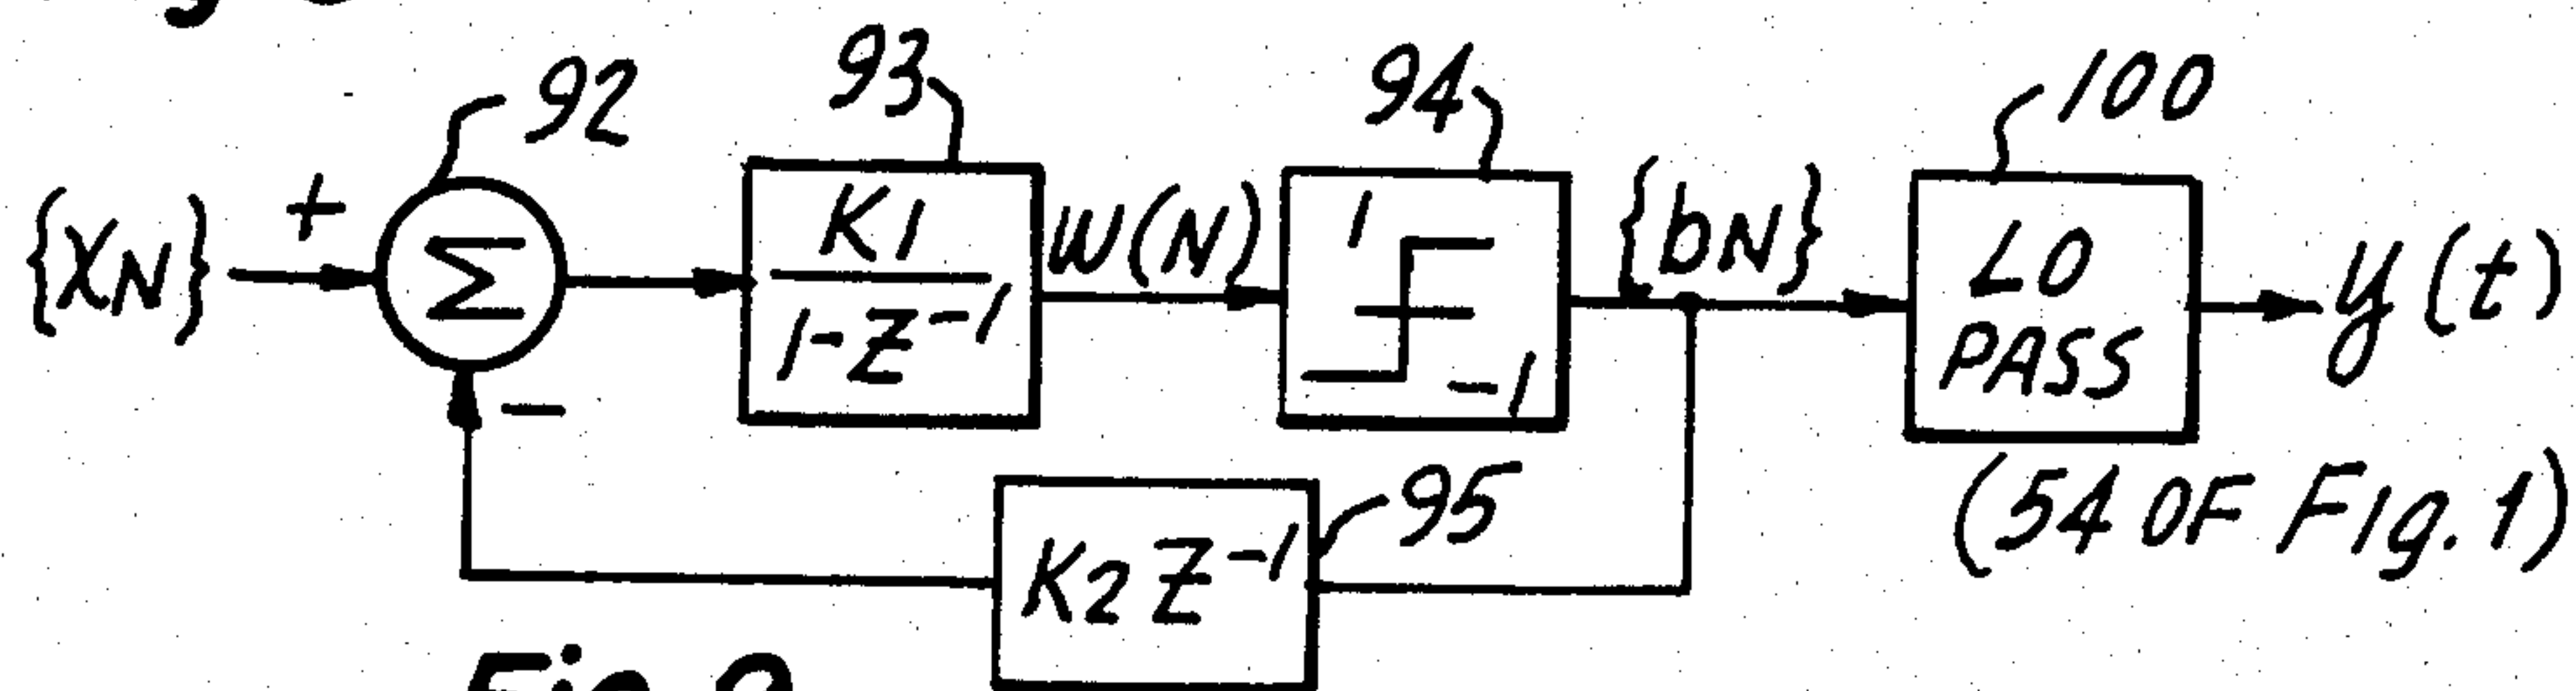 92
93
94
100
{XN}
+
Σ
K1
1-Z⁻¹
W(N)
1
-1
{bN}
LO
PASS
y(t)
-
K2 Z⁻¹
95
(54 OF Fig. 1)